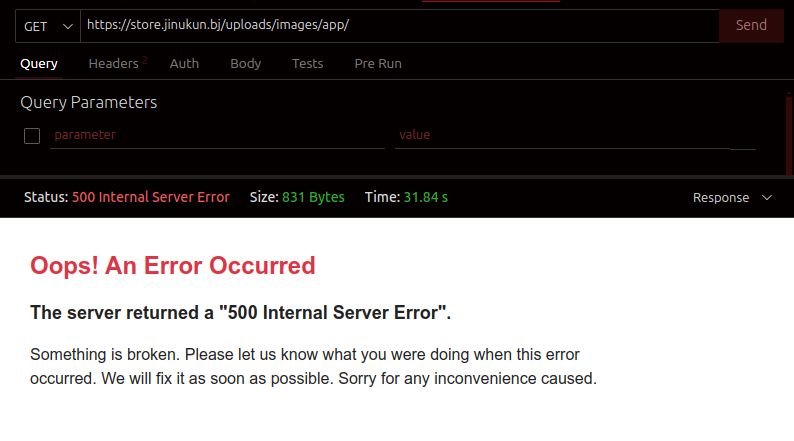 GET https://store.jinukun.bj/uploads/images/app/ Send
Query Headers 2 Auth Body Tests Pre Run
Query Parameters
parameter value
Status: 500 Internal Server Error Size: 831 Bytes Time: 31.84 s Response
Oops! An Error Occurred
The server returned a "500 Internal Server Error".
Something is broken. Please let us know what you were doing when this error
occurred. We will fix it as soon as possible. Sorry for any inconvenience caused.